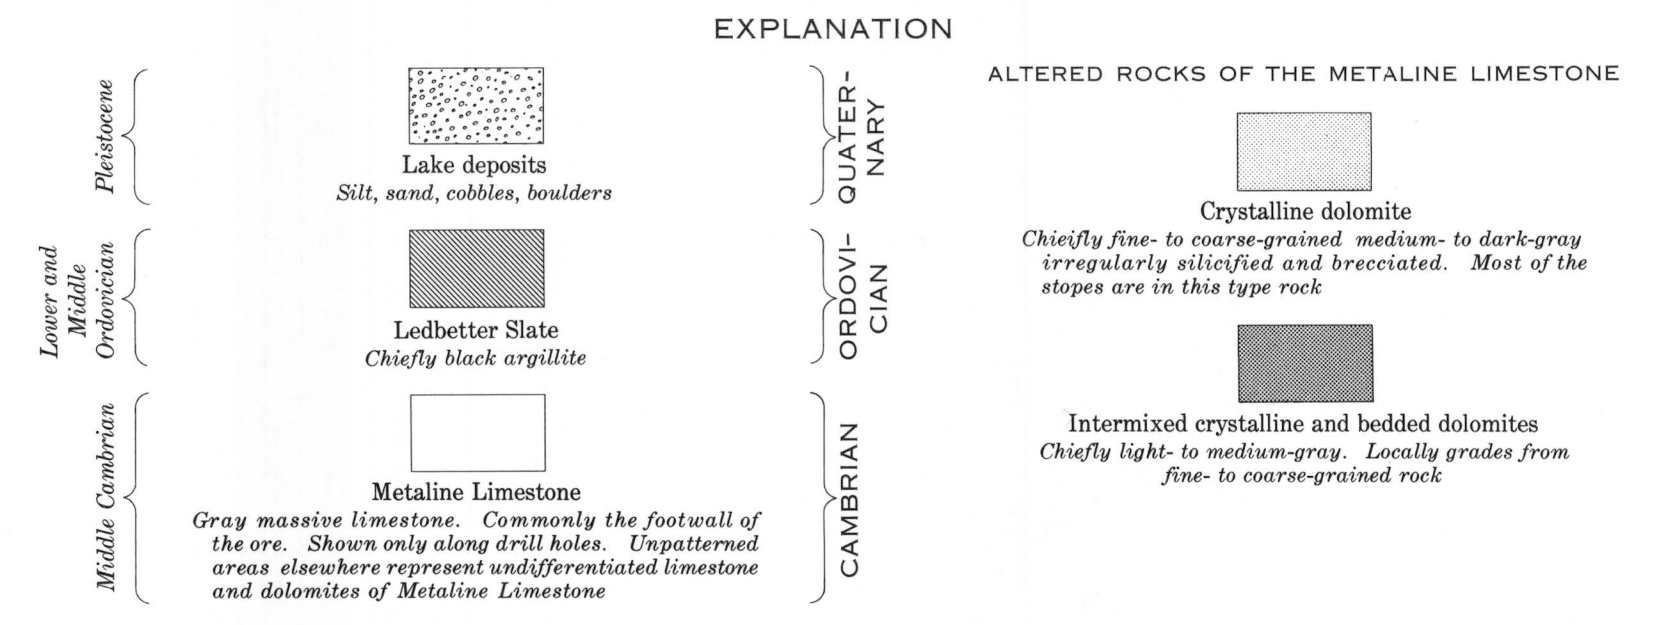 EXPLANATION
Pleistocene
Lake deposits
Silt, sand, cobbles, boulders
QUATER-
NARY
Lower and
Middle
Ordovician
Ledbetter Slate
Chiefly black argillite
ORDOVI-
CIAN
Middle Cambrian
Metaline Limestone
Gray massive limestone. Commonly the footwall of
the ore. Shown only along drill holes. Unpatterned
areas elsewhere represent undifferentiated limestone
and dolomites of Metaline Limestone
CAMBRIAN
ALTERED ROCKS OF THE METALINE LIMESTONE
Crystalline dolomite
Chieifly fine- to coarse-grained medium- to dark-gray
irregularly silicified and brecciated. Most of the
stopes are in this type rock
Intermixed crystalline and bedded dolomites
Chiefly light- to medium-gray. Locally grades from
fine- to coarse-grained rock